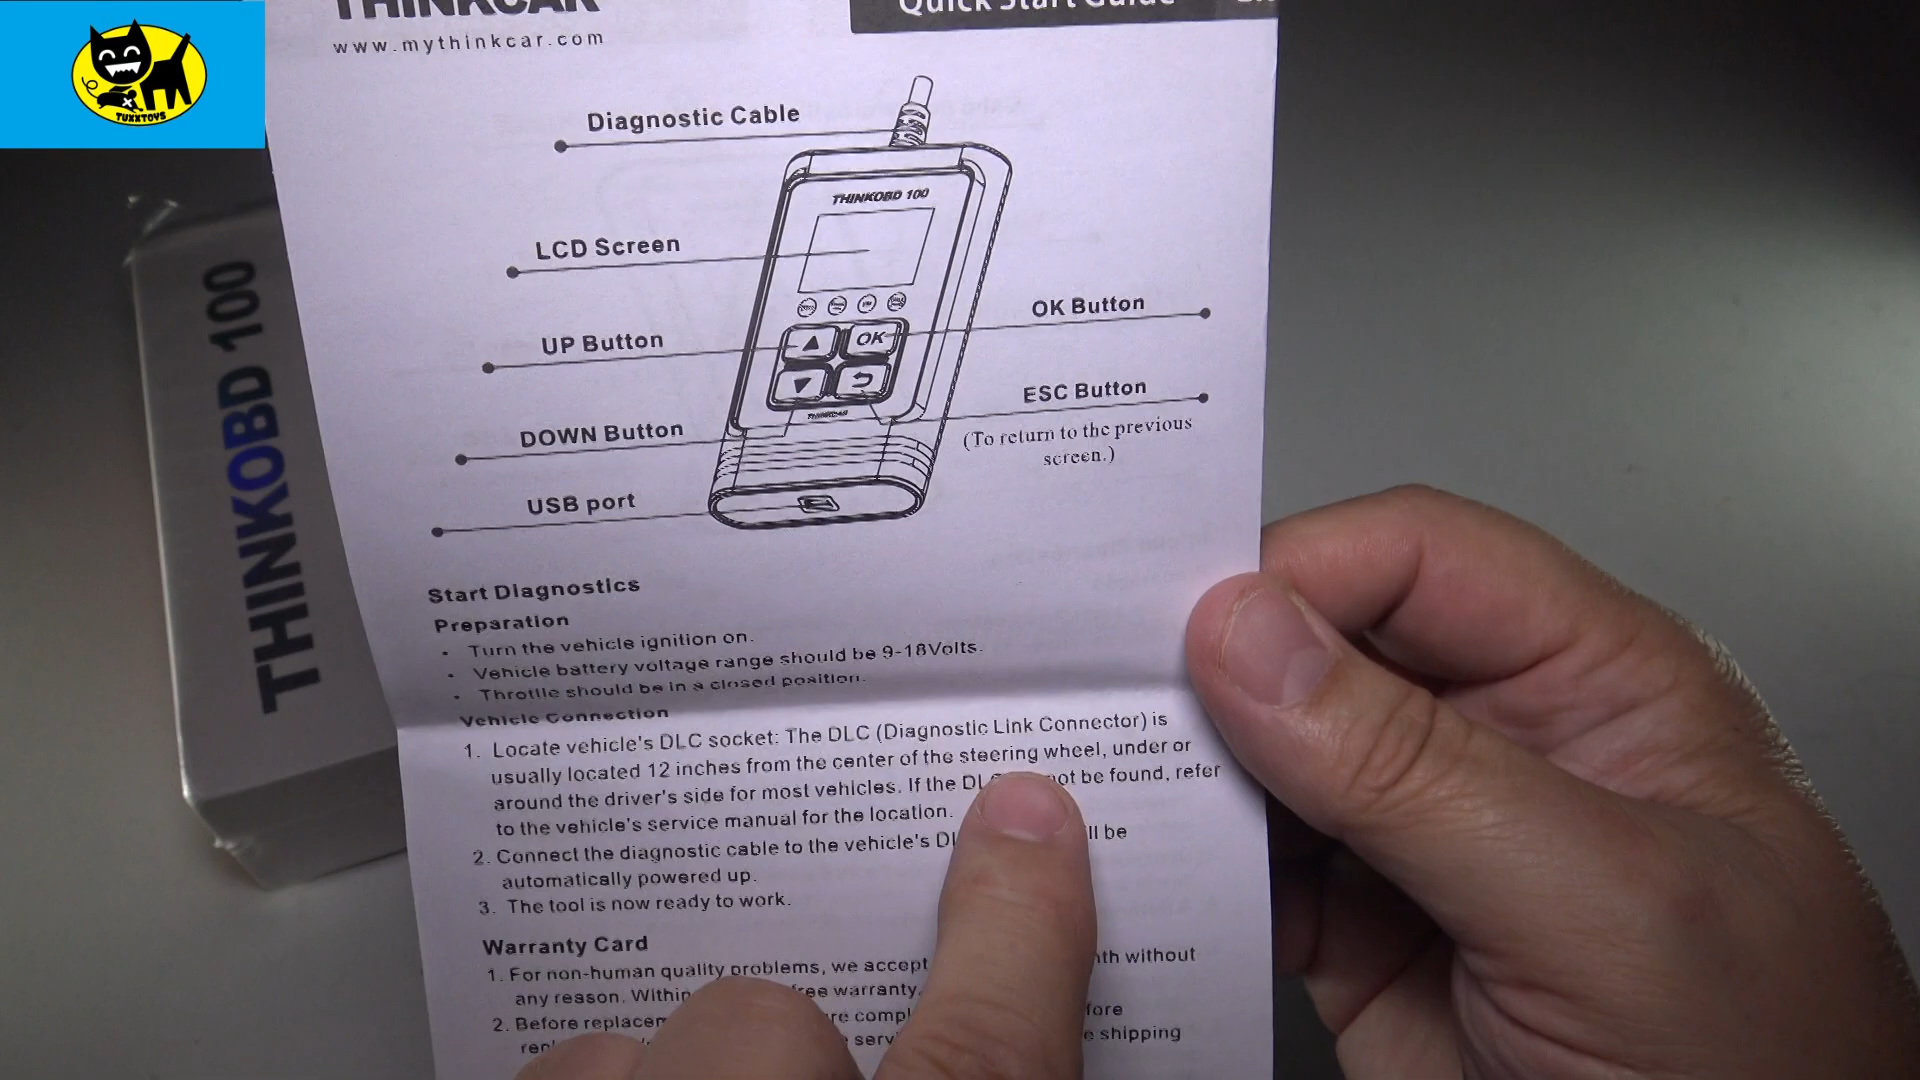 THINKCAR
Quick Start Guide
www.mythinkcar.com
TUXXTOYS
Diagnostic Cable
THINKOBD 100
LCD Screen
OK Button
UP Button
OK
ESC Button
(To return to the previous
screen.)
DOWN Button
THINKCAR
USB port
THINKOBD 100
Start Diagnostics
Preparation
• Turn the vehicle ignition on.
• Vehicle battery voltage range should be 9-18Volts.
• Throttle should be in a closed position.
Vehicle Connection
1. Locate vehicle's DLC socket: The DLC (Diagnostic Link Connector) is
usually located 12 inches from the center of the steering wheel, under or
around the driver's side for most vehicles. If the not be found, refer
to the vehicle's service manual for the location.
2. Connect the diagnostic cable to the vehicle's be
automatically powered up.
3. The tool is now ready to work.
Warranty Card
1. For non-human quality problems, we accept without
any reason. Within warranty.
2. Before
shipping